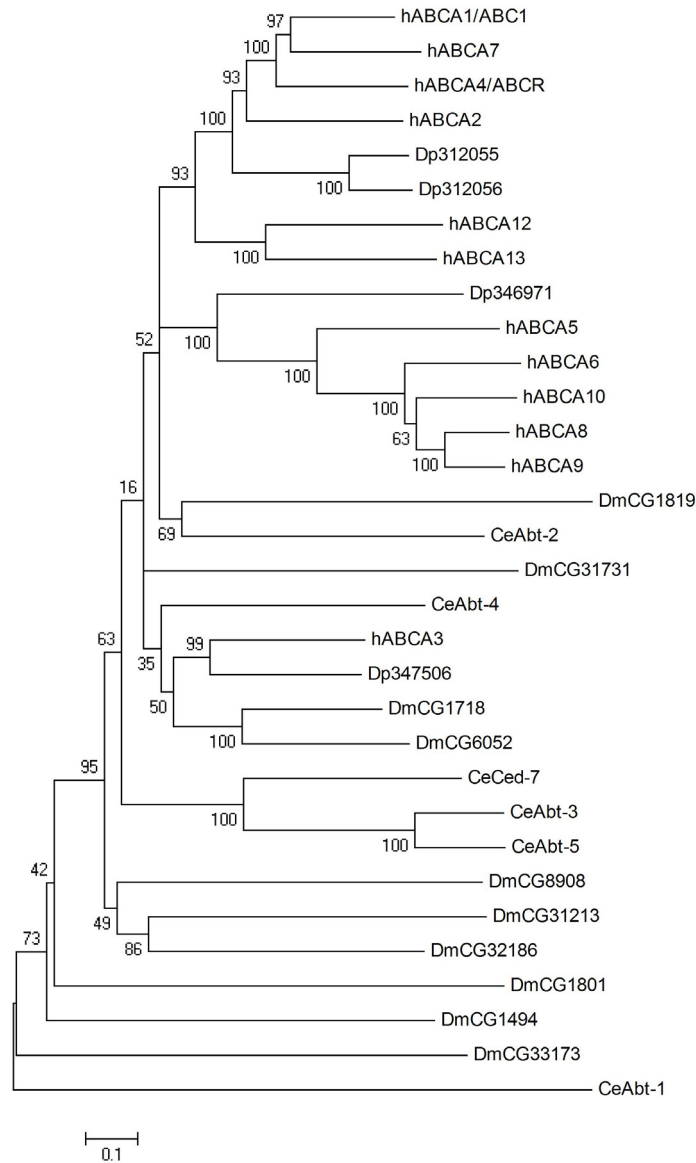 97
hABCA1/ABC1
100
hABCA7
93
hABCA4/ABCR
100
hABCA2
Dp312055
93
100
Dp312056
hABCA12
100
hABCA13
Dp346971
52
100
hABCA5
100
hABCA6
100
hABCA10
63
hABCA8
100
hABCA9
16
DmCG1819
69
CeAbt-2
DmCG31731
CeAbt-4
63
99
hABCA3
35
Dp347506
50
DmCG1718
100
DmCG6052
95
CeCed-7
100
CeAbt-3
100
CeAbt-5
42
DmCG8908
49
DmCG31213
73
86
DmCG32186
DmCG1801
DmCG1494
DmCG33173
CeAbt-1
0.1